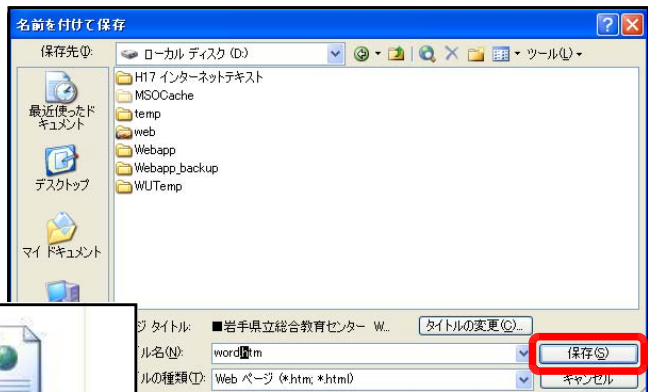 名前を付けて保存
保存先(I):
ローカル ディスク (D:)
ツール(L)
H17 インターネットテキスト
MSOCache
temp
web
Webapp
Webapp_backup
WUTemp
最近使ったド
キュメント
デスクトップ
マイ ドキュメント
ジ タイトル: ■岩手県立総合教育センター W...
タイトルの変更(C)...
ル名(N): word.htm
保存(S)
ルの種類(T): Web ページ (*.htm; *.html)
キャンセル